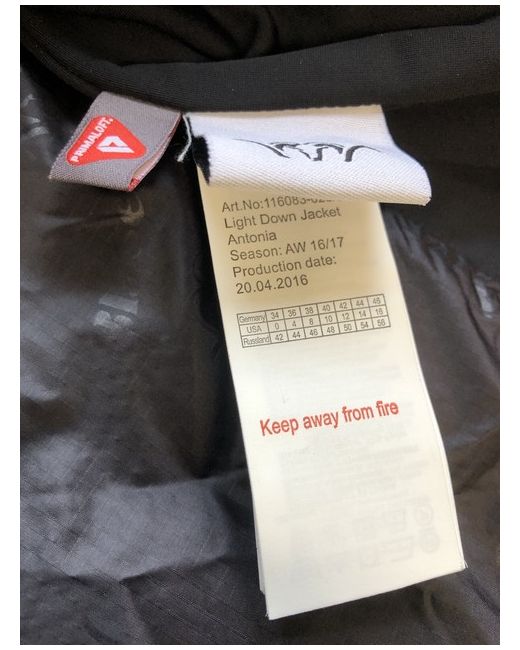 PRIMALOFT
Art.No:116083-
Light Down Jacket
Antonia
Season: AW 16/17
Production date:
20.04.2016
Germany 34 36 38 40 42 44 46
USA 0 4 8 10 12 14 16
Russland 42 44 46 48 50 54 56
Keep away from fire